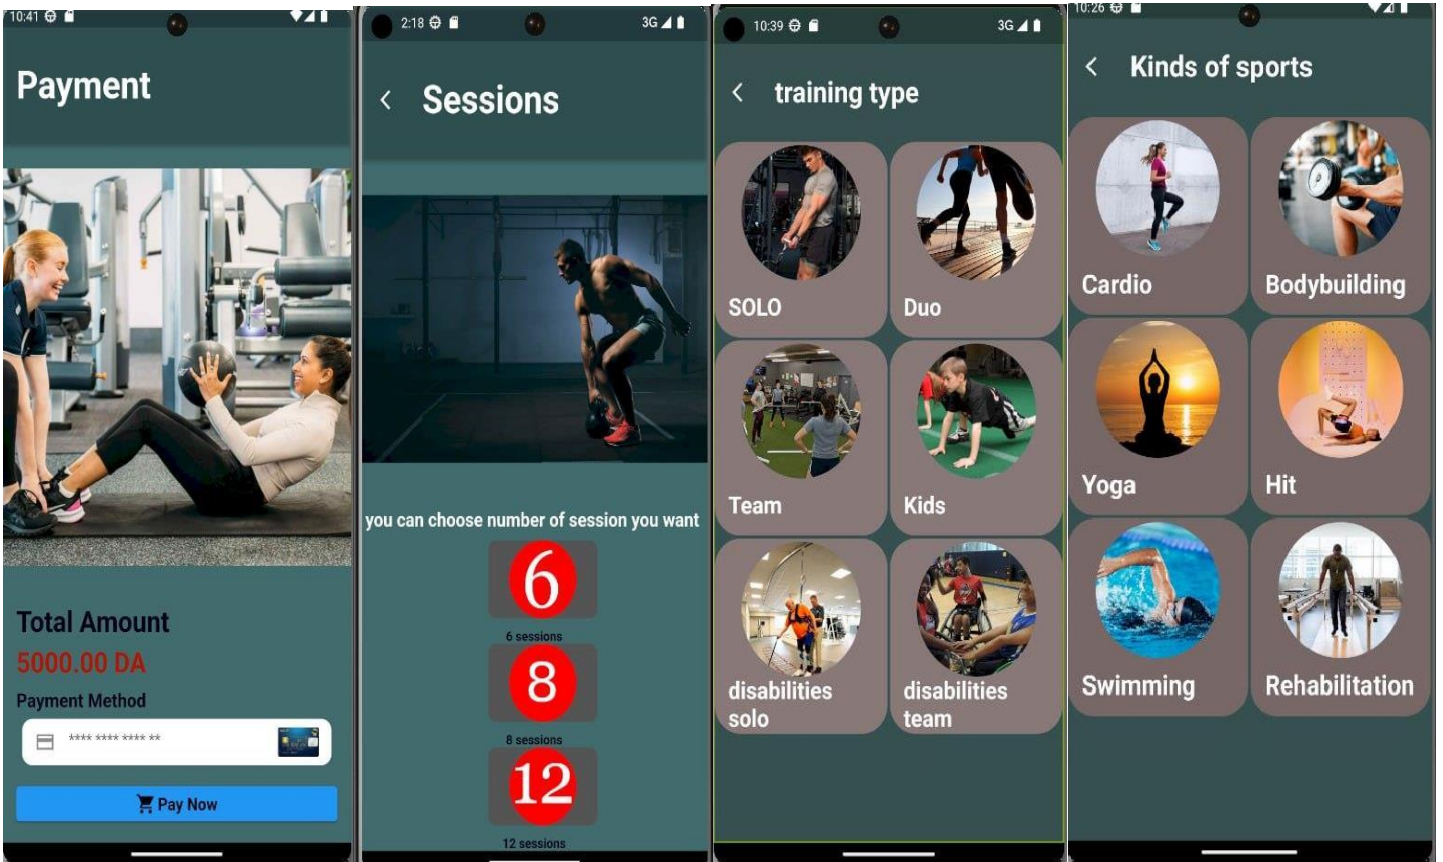 10:41
Payment
Total Amount
5000.00 DA
Payment Method
**** **** **** **
Pay Now
2:18
3G
Sessions
you can choose number of session you want
6
6 sessions
8
8 sessions
12
12 sessions
10:39
3G
training type
SOLO
Duo
Team
Kids
disabilities
solo
disabilities
team
10:26
Kinds of sports
Cardio
Bodybuilding
Yoga
Hit
Swimming
Rehabilitation